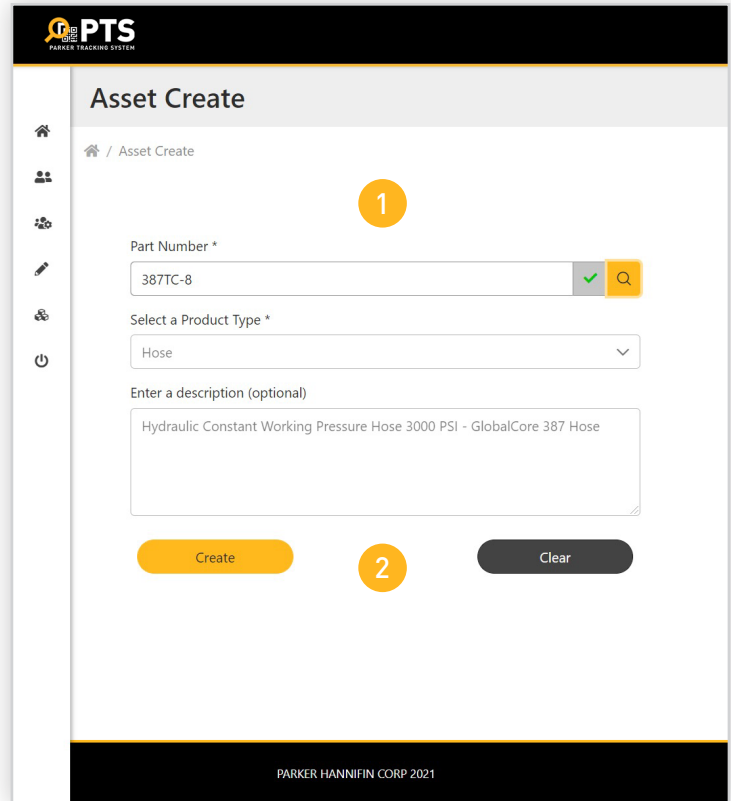 PTS
PARKER TRACKING SYSTEM
Asset Create
/ Asset Create
1
Part Number *
387TC-8
Select a Product Type *
Hose
Enter a description (optional)
Hydraulic Constant Working Pressure Hose 3000 PSI - GlobalCore 387 Hose
Create
2
Clear
PARKER HANNIFIN CORP 2021